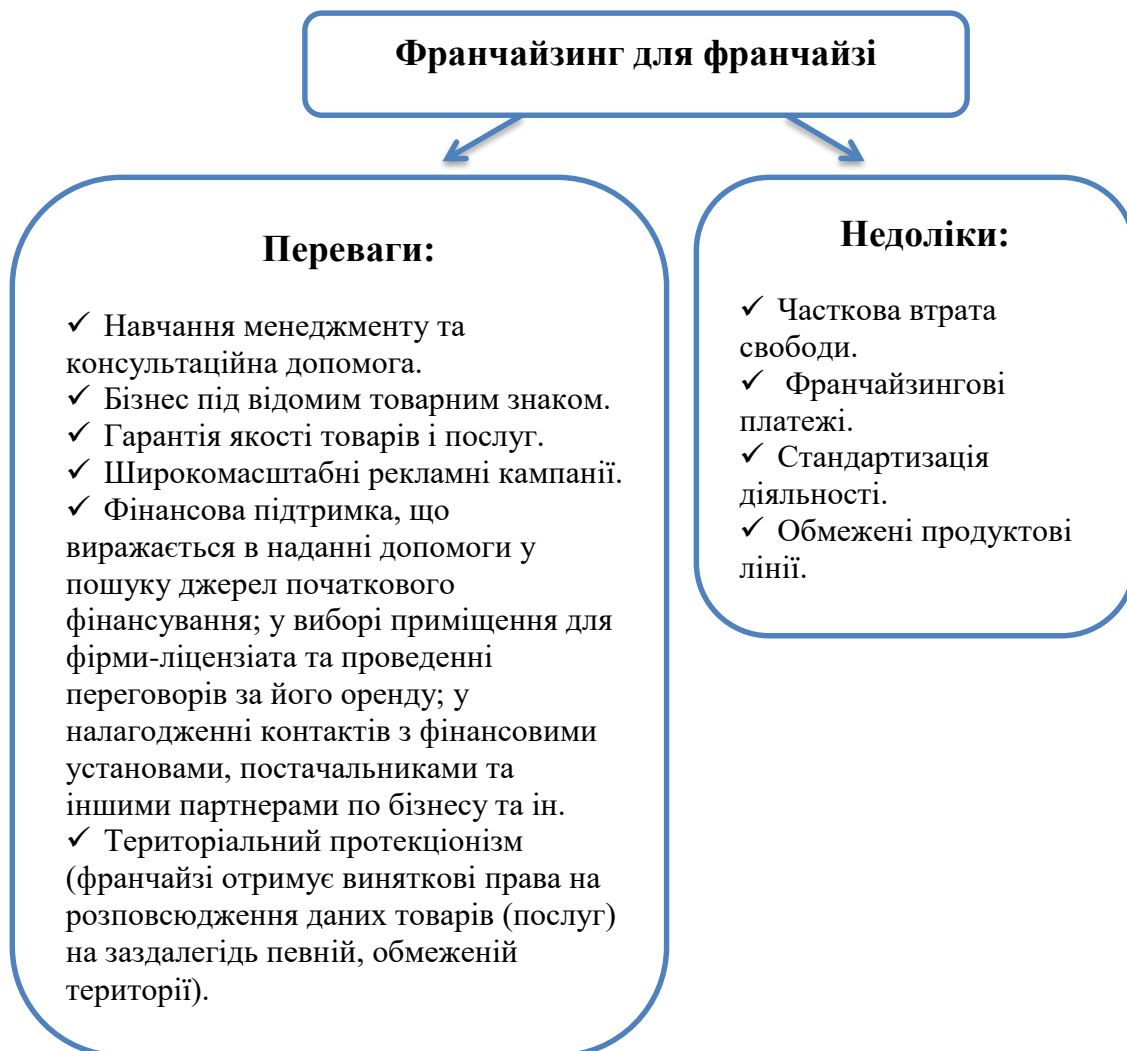 Франчайзинг для франчайзі
Переваги:
✓ Навчання менеджменту та
консультаційна допомога.
✓ Бізнес під відомим товарним знаком.
✓ Гарантія якості товарів і послуг.
✓ Широкомасштабні рекламні кампанії.
✓ Фінансова підтримка, що
виражається в наданні допомоги у
пошуку джерел початкового
фінансування; у виборі приміщення для
фірми-ліцензіата та проведенні
переговорів за його оренду; у
налагодженні контактів з фінансовими
установами, постачальниками та
іншими партнерами по бізнесу та ін.
✓ Територіальний протекціонізм
(франчайзі отримує виняткові права на
розповсюдження даних товарів (послуг)
на заздалегідь певній, обмеженій
території).
Недоліки:
✓ Часткова втрата
свободи.
✓ Франчайзингові
платежі.
✓ Стандартизація
діяльності.
✓ Обмежені продуктові
лінії.